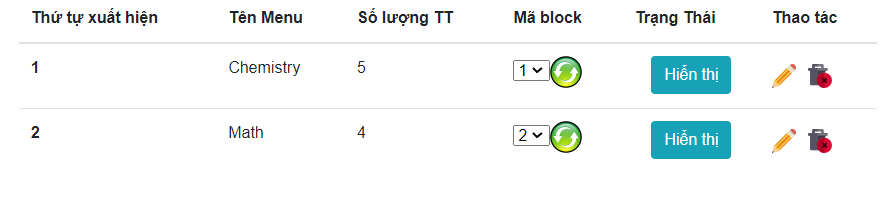 Thứ tự xuất hiện Tên Menu Số lượng TT Mã block Trạng Thái Thao tác
1 Chemistry 5 1 Hiển thị
2 Math 4 2 Hiển thị